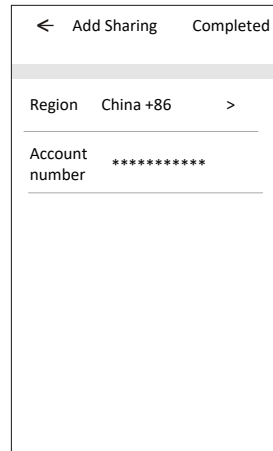 ← Add Sharing Completed
Region China +86 >
Account
number ***********